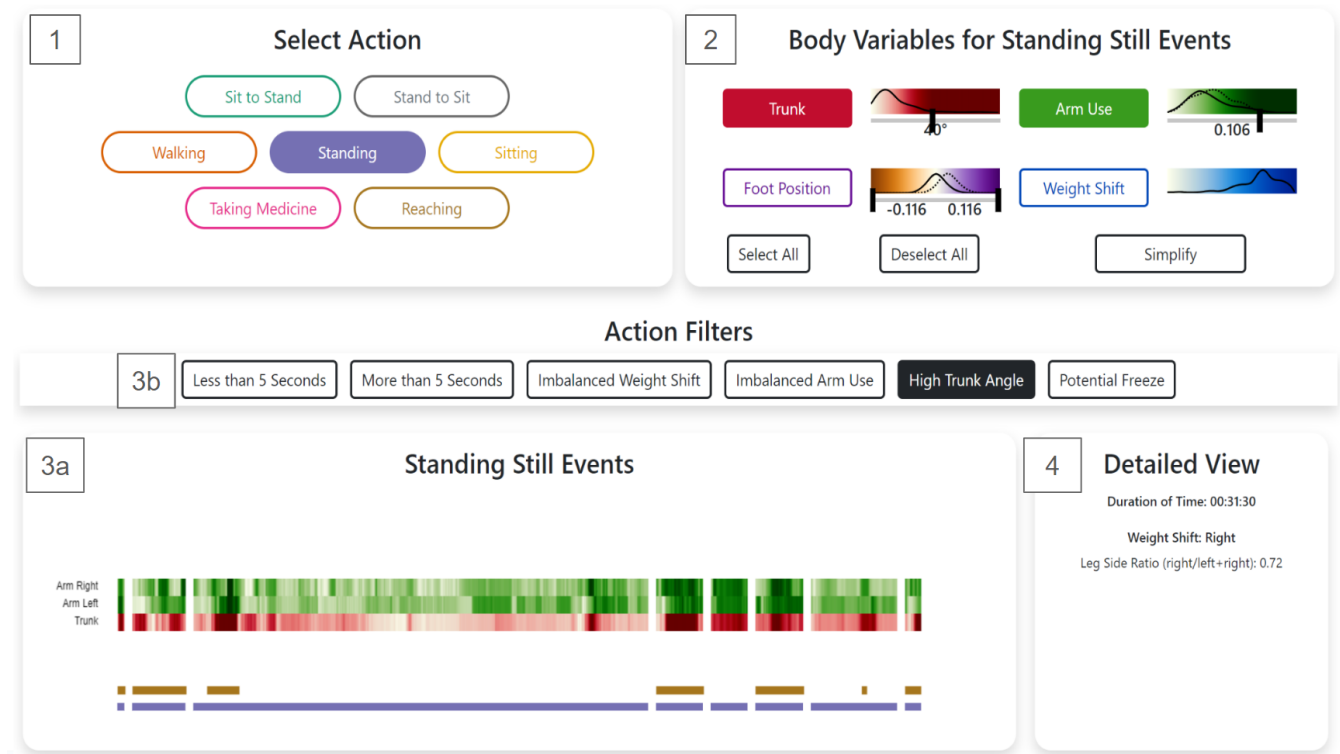 1
Select Action
Sit to Stand
Stand to Sit
Walking
Standing
Sitting
Taking Medicine
Reaching
2
Body Variables for Standing Still Events
Trunk
40°
Arm Use
0.106
Foot Position
-0.116 0.116
Weight Shift
Select All
Deselect All
Simplify
Action Filters
3b
Less than 5 Seconds
More than 5 Seconds
Imbalanced Weight Shift
Imbalanced Arm Use
High Trunk Angle
Potential Freeze
3a
Standing Still Events
Arm Right
Arm Left
Trunk
4
Detailed View
Duration of Time: 00:31:30
Weight Shift: Right
Leg Side Ratio (right/left+right): 0.72